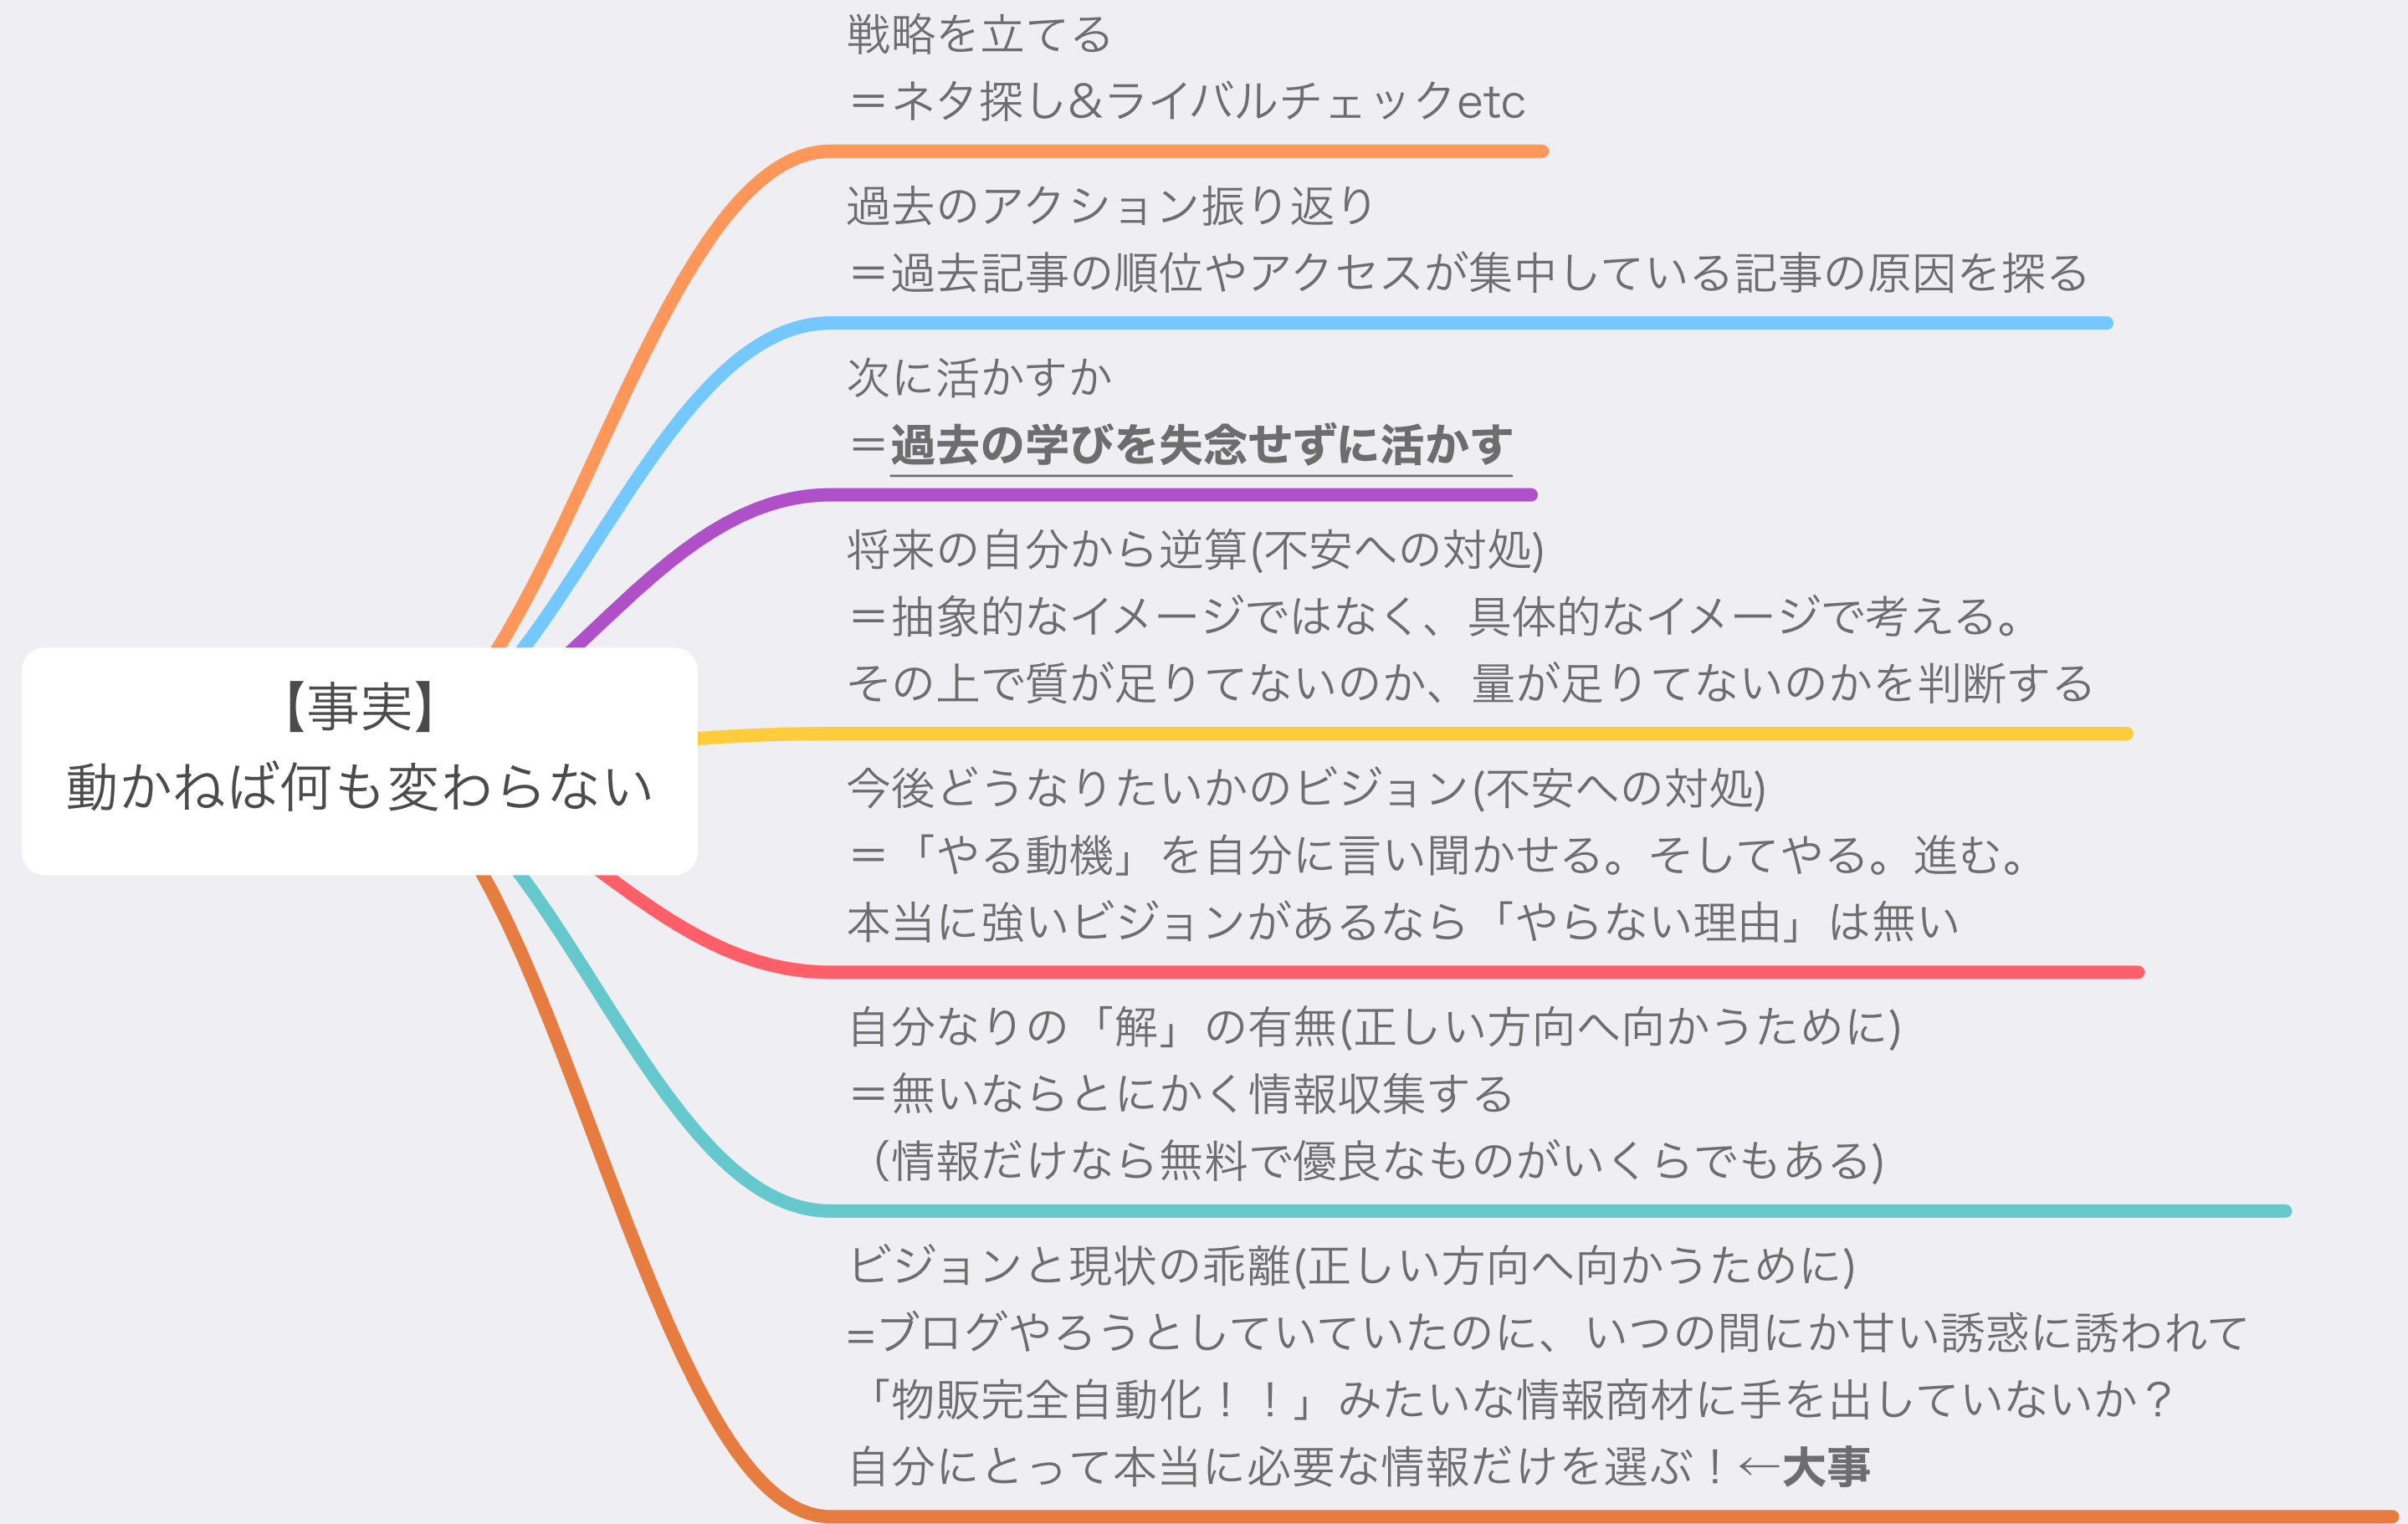 戦略を立てる
＝ネタ探し&ライバルチェックetc
過去のアクション振り返り
＝過去記事の順位やアクセスが集中している記事の原因を探る
次に活かすか
＝過去の学びを失念せずに活かす
将来の自分から逆算(不安への対処)
＝抽象的なイメージではなく、具体的なイメージで考える。
その上で質が足りてないのか、量が足りてないのかを判断する
【事実】
動かねば何も変わらない
今後どうなりたいかのビジョン(不安への対処)
＝「やる動機」を自分に言い聞かせる。そしてやる。進む。
本当に強いビジョンがあるなら「やらない理由」は無い
自分なりの「解」の有無(正しい方向へ向かうために)
＝無いならとにかく情報収集する
（情報だけなら無料で優良なものがいくらでもある)
ビジョンと現状の乖離(正しい方向へ向かうために)
=ブログやろうとしていていたのに、いつの間にか甘い誘惑に誘われて
「物販完全自動化！！」みたいな情報商材に手を出していないか？
自分にとって本当に必要な情報だけを選ぶ！←大事